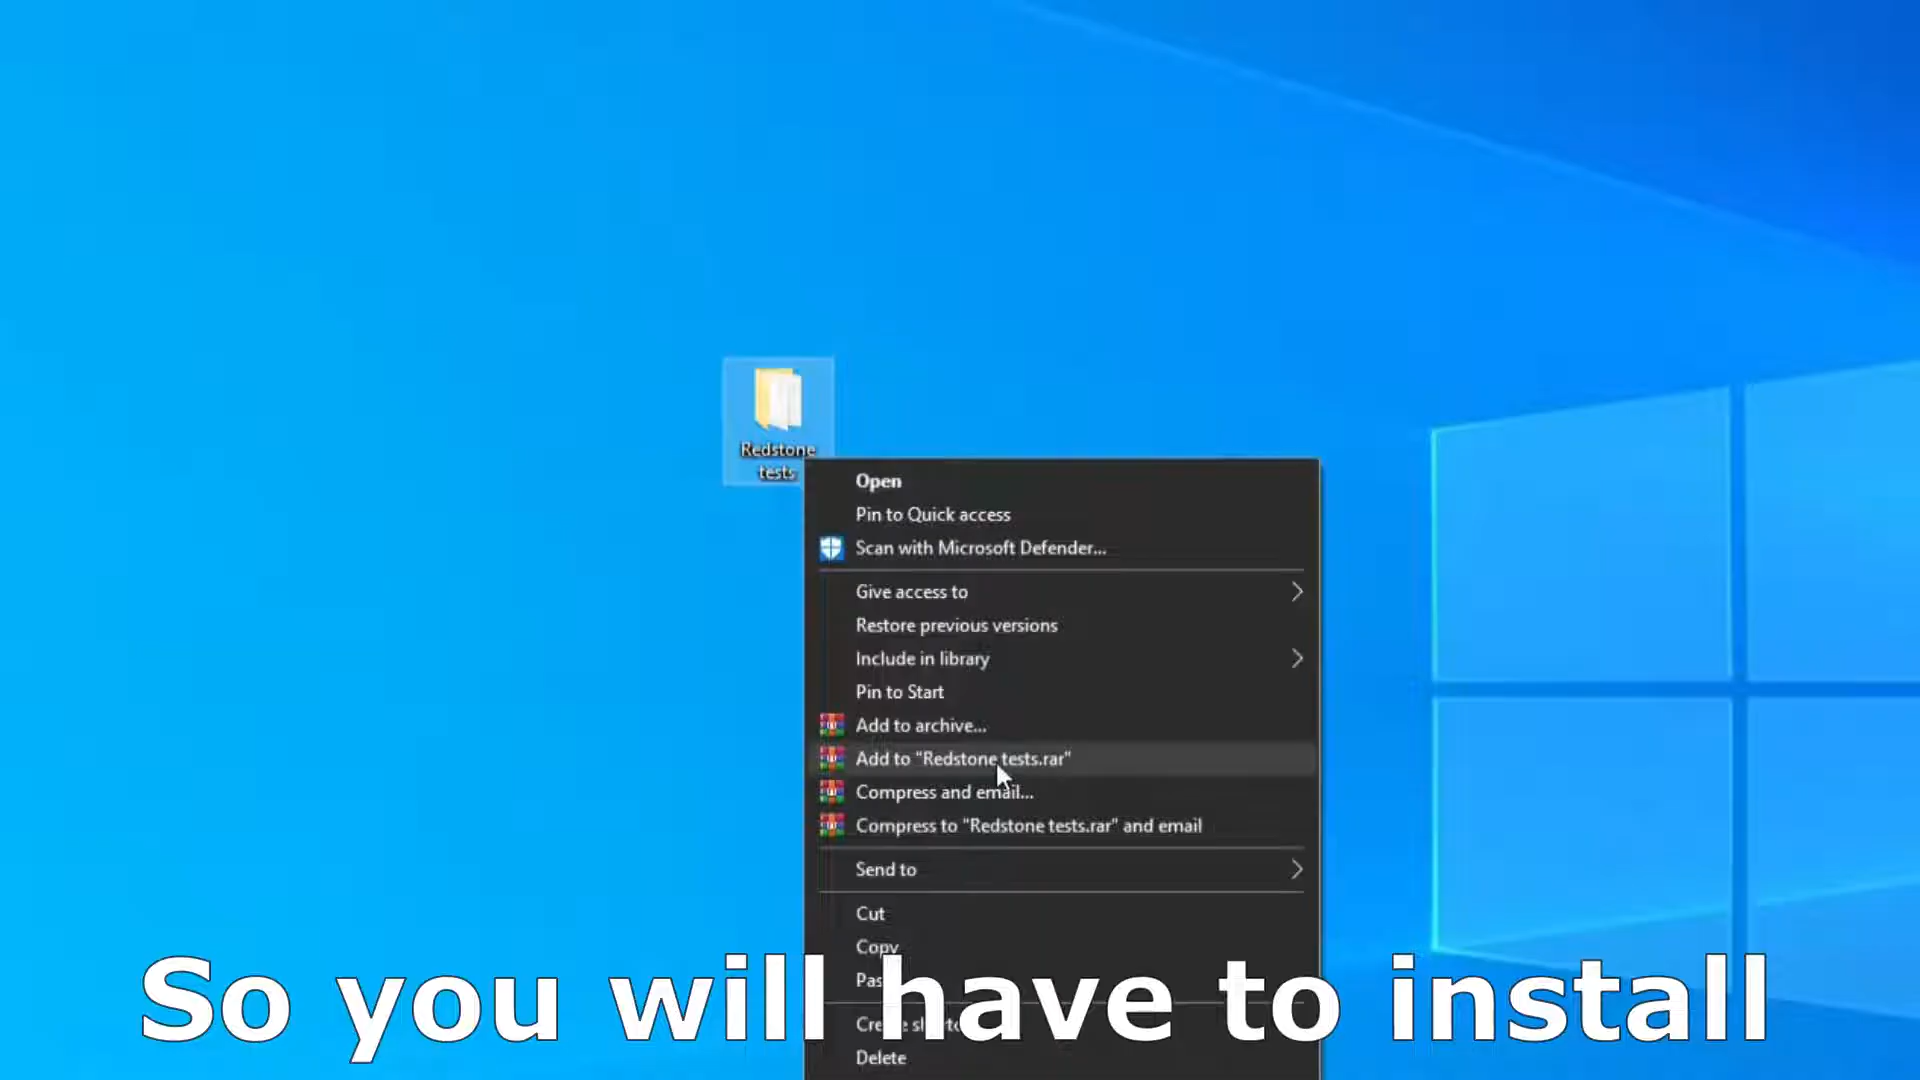 Redstone
tests
Open
Pin to Quick access
Scan with Microsoft Defender...
Give access to
Restore previous versions
Include in library
Pin to Start
Add to archive...
Add to "Redstone tests.rar"
Compress and email...
Compress to "Redstone tests.rar" and email
Send to
Cut
Copy
So you will have to install
Delete